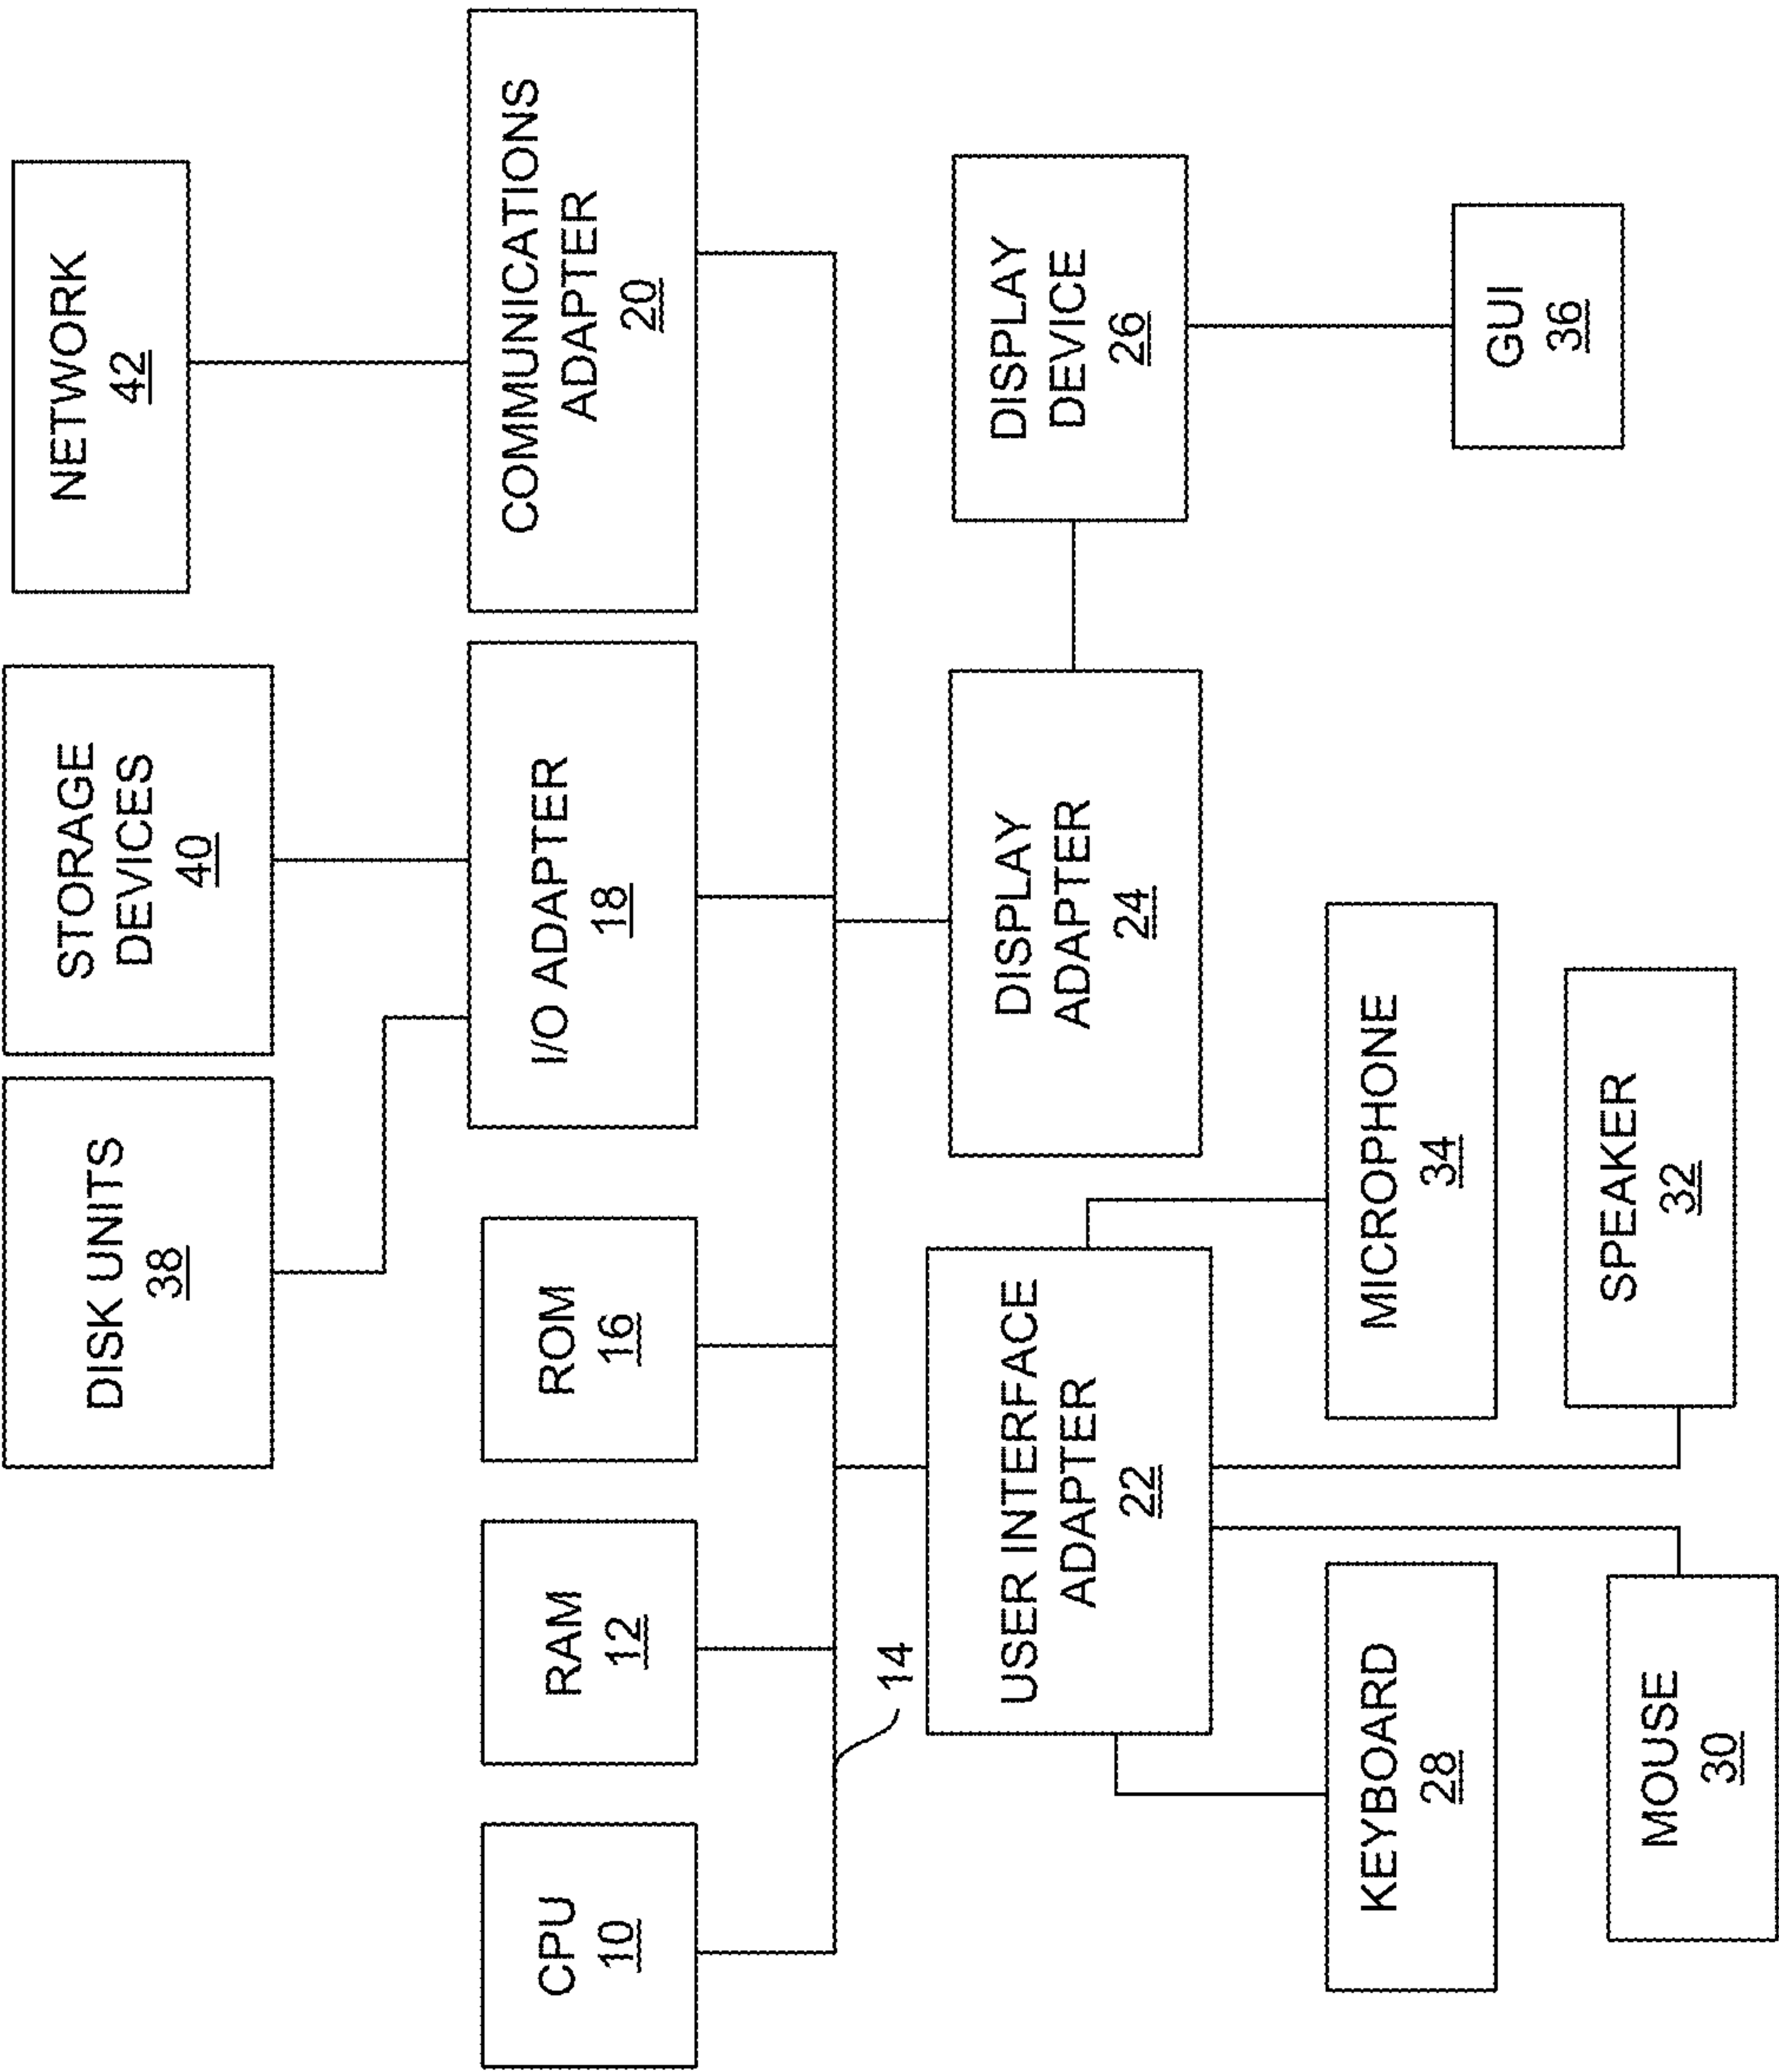 DISK UNITS
38
STORAGE
DEVICES
40
NETWORK
42
CPU
10
RAM
12
ROM
16
I/O ADAPTER
18
COMMUNICATIONS
ADAPTER
20
14
USER INTERFACE
ADAPTER
22
DISPLAY
ADAPTER
24
DISPLAY
DEVICE
26
KEYBOARD
28
MICROPHONE
34
GUI
36
MOUSE
30
SPEAKER
32